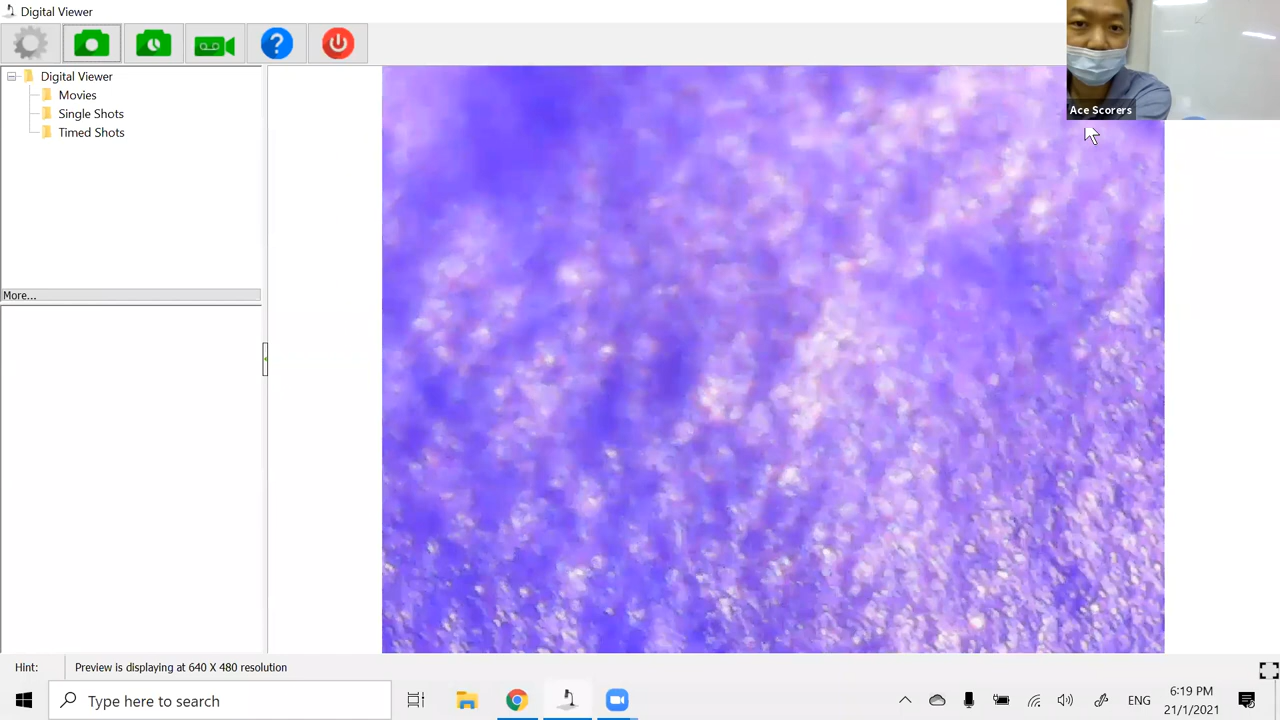 Digital Viewer
Digital Viewer
Movies
Single Shots
Timed Shots
More...
Ace Scorers
Hint:
Preview is displaying at 640 X 480 resolution
Type here to search
ENG
6:19 PM
21/1/2021